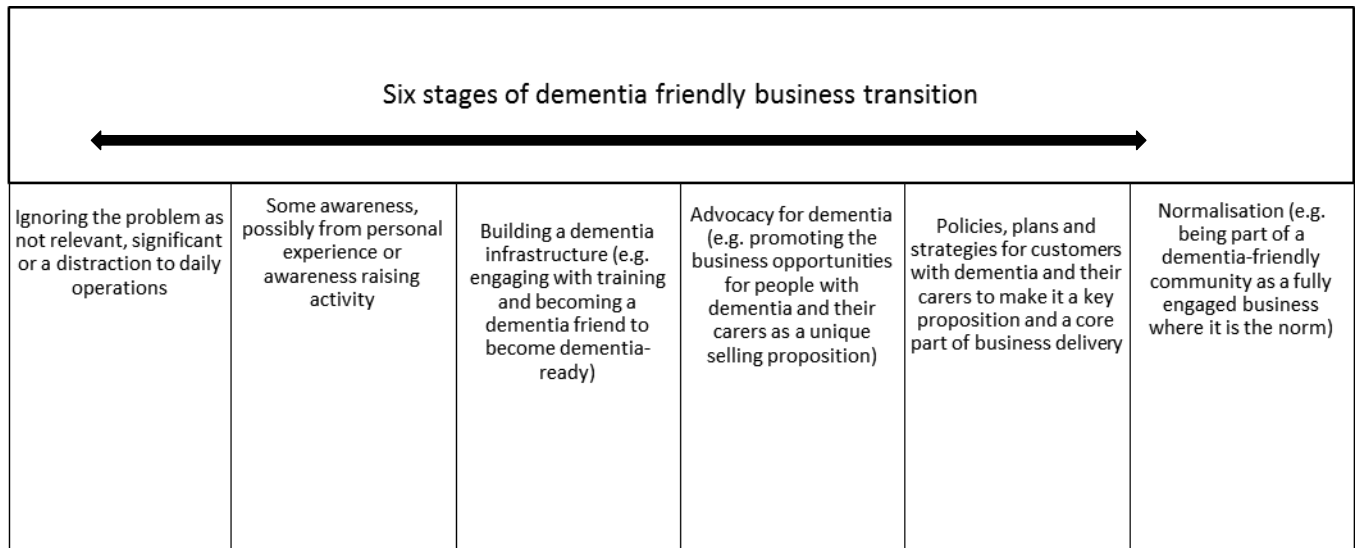 Six stages of dementia friendly business transition
Ignoring the problem as
not relevant, significant
or a distraction to daily
operations
Some awareness,
possibly from personal
experience or
awareness raising
activity
Building a dementia
infrastructure (e.g.
engaging with training
and becoming a
dementia friend to
become dementia-
ready)
Advocacy for dementia
(e.g. promoting the
business opportunities
for people with
dementia and their
carers as a unique
selling proposition)
Policies, plans and
strategies for customers
with dementia and their
carers to make it a key
proposition and a core
part of business delivery
Normalisation (e.g.
being part of a
dementia-friendly
community as a fully
engaged business
where it is the norm)